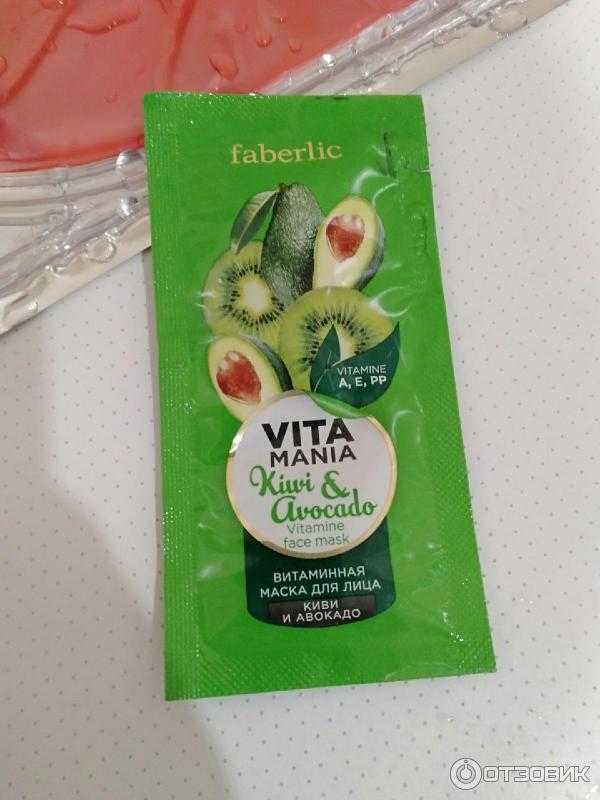 faberlic
VITAMINE
A, E, PP
VITA
MANIA
Kiwi &
Avocado
Vitamine
face mask
ВИТАМИННАЯ
МАСКА ДЛЯ ЛИЦА
КИВИ
И АВОКАДО
ОТЗОВИК